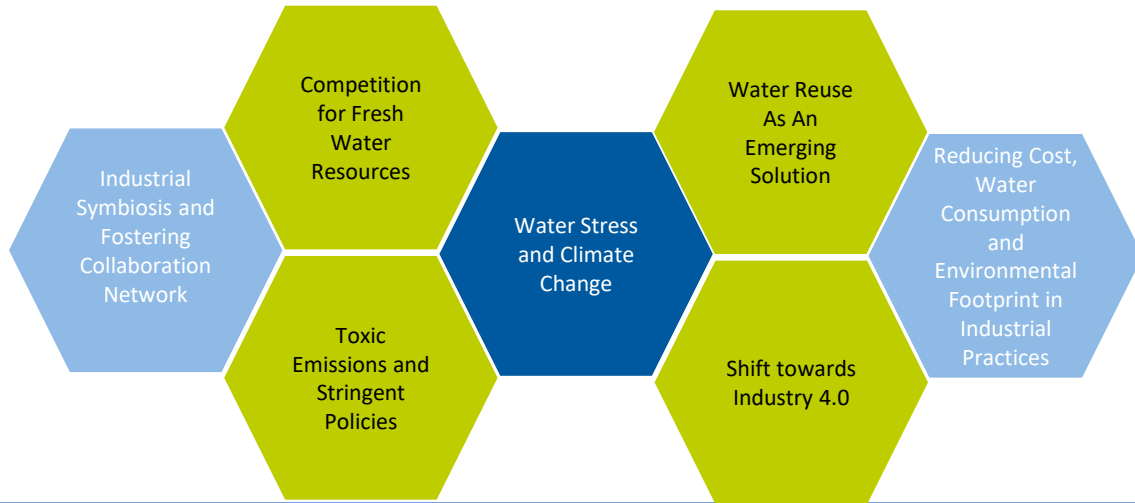 Industrial
Symbiosis and
Fostering
Collaboration
Network
Competition
for Fresh
Water
Resources
Toxic
Emissions and
Stringent
Policies
Water Stress
and Climate
Change
Water Reuse
As An
Emerging
Solution
Shift towards
Industry 4.0
Reducing Cost,
Water
Consumption
and
Environmental
Footprint in
Industrial
Practices